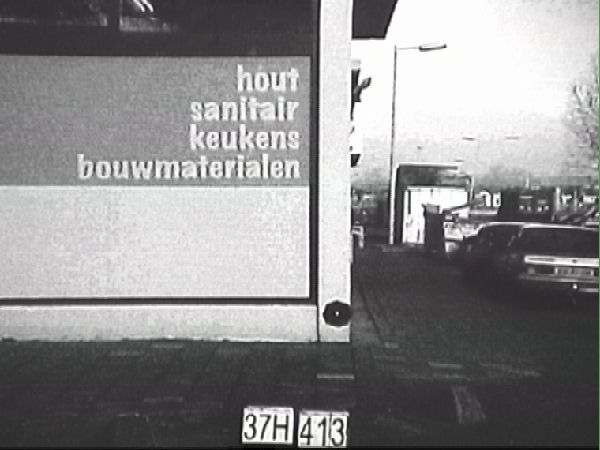 hout
sanitair
keukens
bouwmaterialen
37H 413